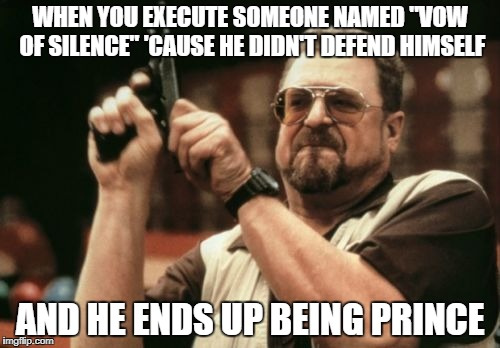 WHEN YOU EXECUTE SOMEONE NAMED "VOW
OF SILENCE" 'CAUSE HE DIDN'T DEFEND HIMSELF
AND HE ENDS UP BEING PRINCE
imgflip.com